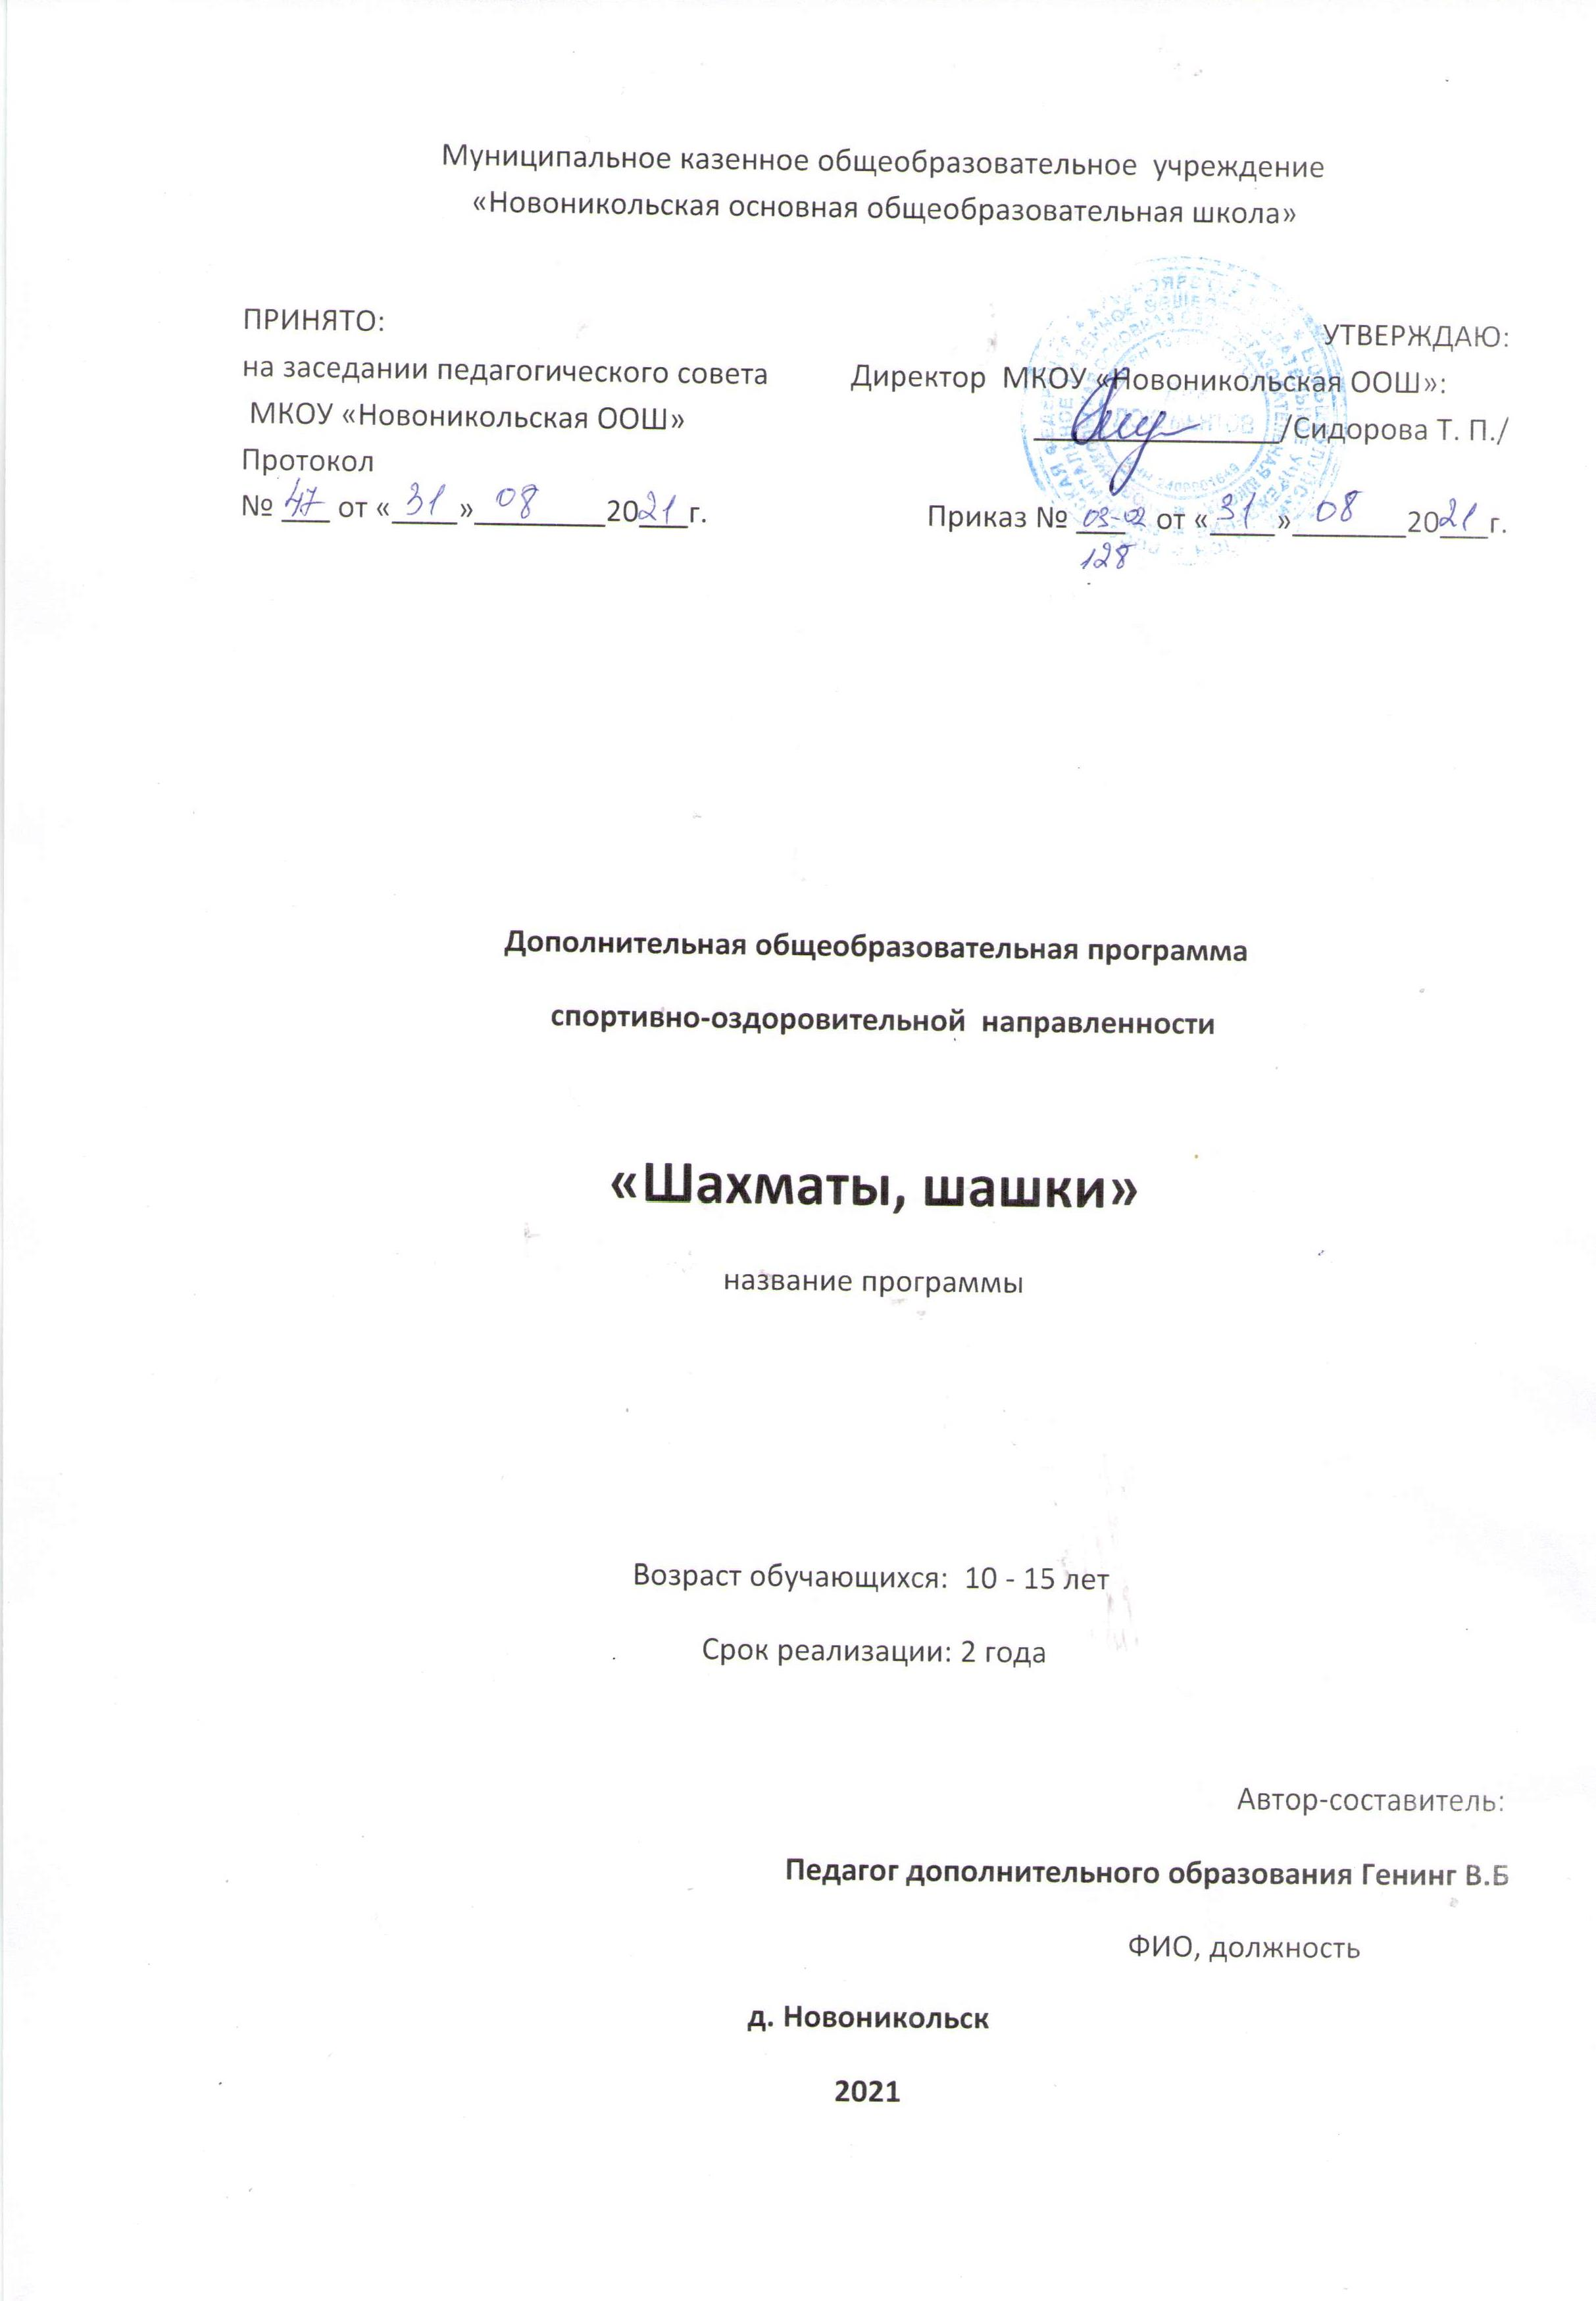 Муниципальное казенное общеобразовательное учреждение
«Новоникольская основная общеобразовательная школа»
ПРИНЯТО:
на заседании педагогического совета
МКОУ «Новоникольская ООШ»
Протокол
№ 47 от «31» 08 2021 г.
УТВЕРЖДАЮ:
Директор МКОУ «Новоникольская ООШ»:
/Сидорова Т. П./
Приказ № 03-02 от «31» 08 2021 г.
128
Дополнительная общеобразовательная программа
спортивно-оздоровительной направленности
«Шахматы, шашки»
название программы
Возраст обучающихся: 10 - 15 лет
Срок реализации: 2 года
Автор-составитель:
Педагог дополнительного образования Генинг В.Б
ФИО, должность
д. Новоникольск
2021